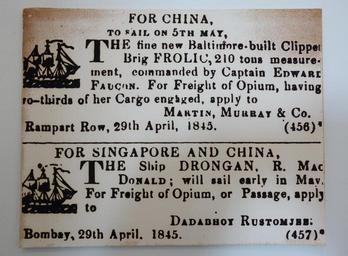 FOR CHINA,
TO SAIL ON 5TH MAY,
THE fine new Baltimore-built Clipper
Brig FROLIC, 210 tons measure-
ment, commanded by Captain EDWARD
FAUCON. For Freight of Opium, having
wo-thirds of her Cargo engaged, apply to
MARTIN, MURRAY & Co.
Rampart Row, 29th April, 1845. (456)*
FOR SINGAPORE AND CHINA,
THE Ship DRONGAN, R. MAC
DONALD; will sail early in May.
For Freight of Opium, or Passage, apply
to
DADABHOY RUSTOMJEE.
Bombay, 29th April. 1845. (457)*